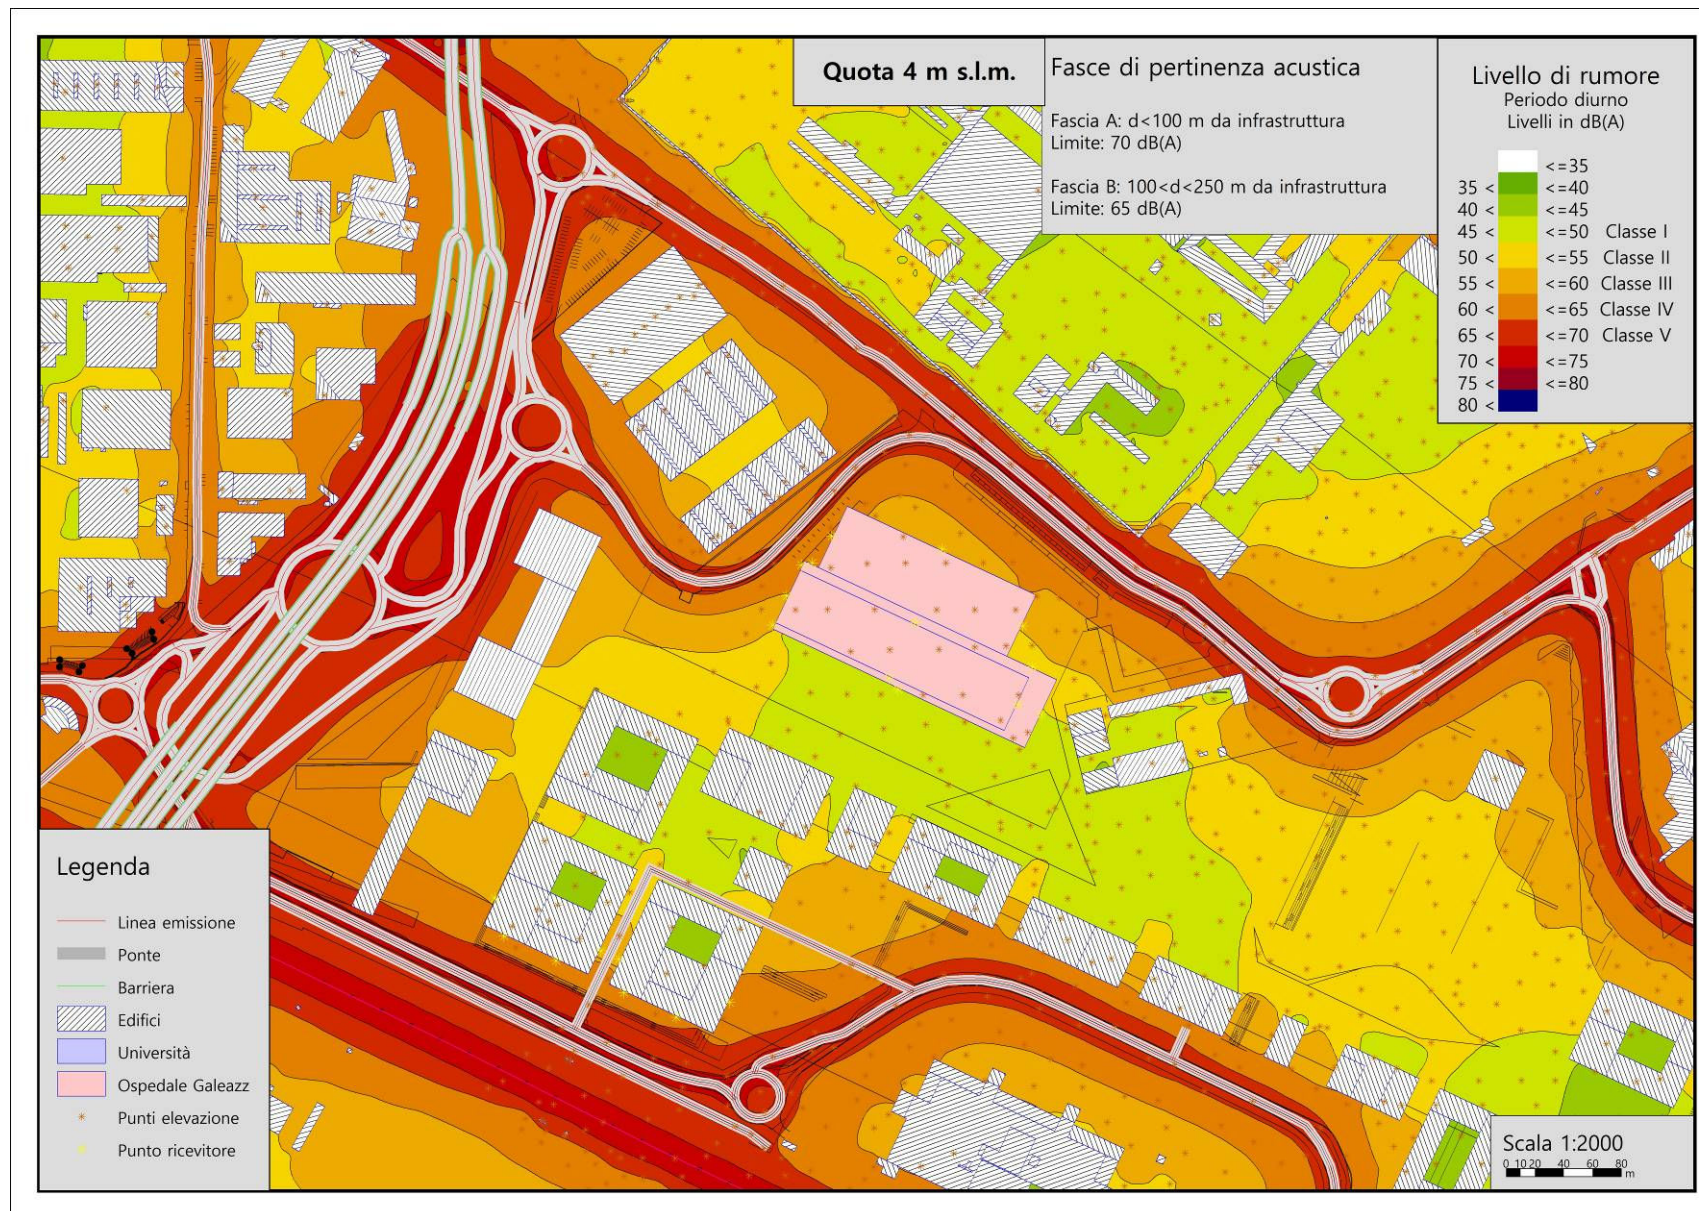 Quota 4 m s.l.m.
Fasce di pertinenza acustica
Fascia A: d<100 m da infrastruttura
Limite: 70 dB(A)
Fascia B: 100<d<250 m da infrastruttura
Limite: 65 dB(A)
Livello di rumore
Periodo diurno
Livelli in dB(A)
<=35
35 < <=40
40 < <=45
45 < <=50 Classe I
50 < <=55 Classe II
55 < <=60 Classe III
60 < <=65 Classe IV
65 < <=70 Classe V
70 < <=75
75 < <=80
80 <
Legenda
Linea emissione
Ponte
Barriera
Edifici
Università
Ospedale Galeazz
Punti elevazione
Punto ricevitore
Scala 1:2000
0 10 20 40 60 80
m